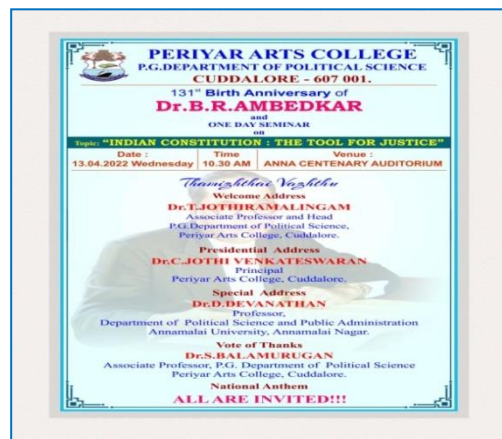 PERIYAR ARTS COLLEGE
P.G.DEPARTMENT OF POLITICAL SCIENCE
CUDDALORE - 607 001.
131st Birth Anniversary of
Dr.B.R.AMBEDKAR
and
ONE DAY SEMINAR
on
Topic: "INDIAN CONSTITUTION : THE TOOL FOR JUSTICE"
Date : 13.04.2022 Wednesday
Time 10.30 AM
Venue : ANNA CENTENARY AUDITORIUM
Thamizhthai Vazhthu
Welcome Address
Dr.T.JOTHIRAMALINGAM
Associate Professor and Head
P.G.Department of Political Science,
Periyar Arts College, Cuddalore.
Presidential Address
Dr.C.JOTHI VENKATESWARAN
Principal
Periyar Arts College, Cuddalore.
Special Address
Dr.D.DEVANATHAN
Professor,
Department of Political Science and Public Administration
Annamalai University, Annamalai Nagar.
Vote of Thanks
Dr.S.BALAMURUGAN
Associate Professor, P.G. Department of Political Science
Periyar Arts College, Cuddalore.
National Anthem
ALL ARE INVITED!!!